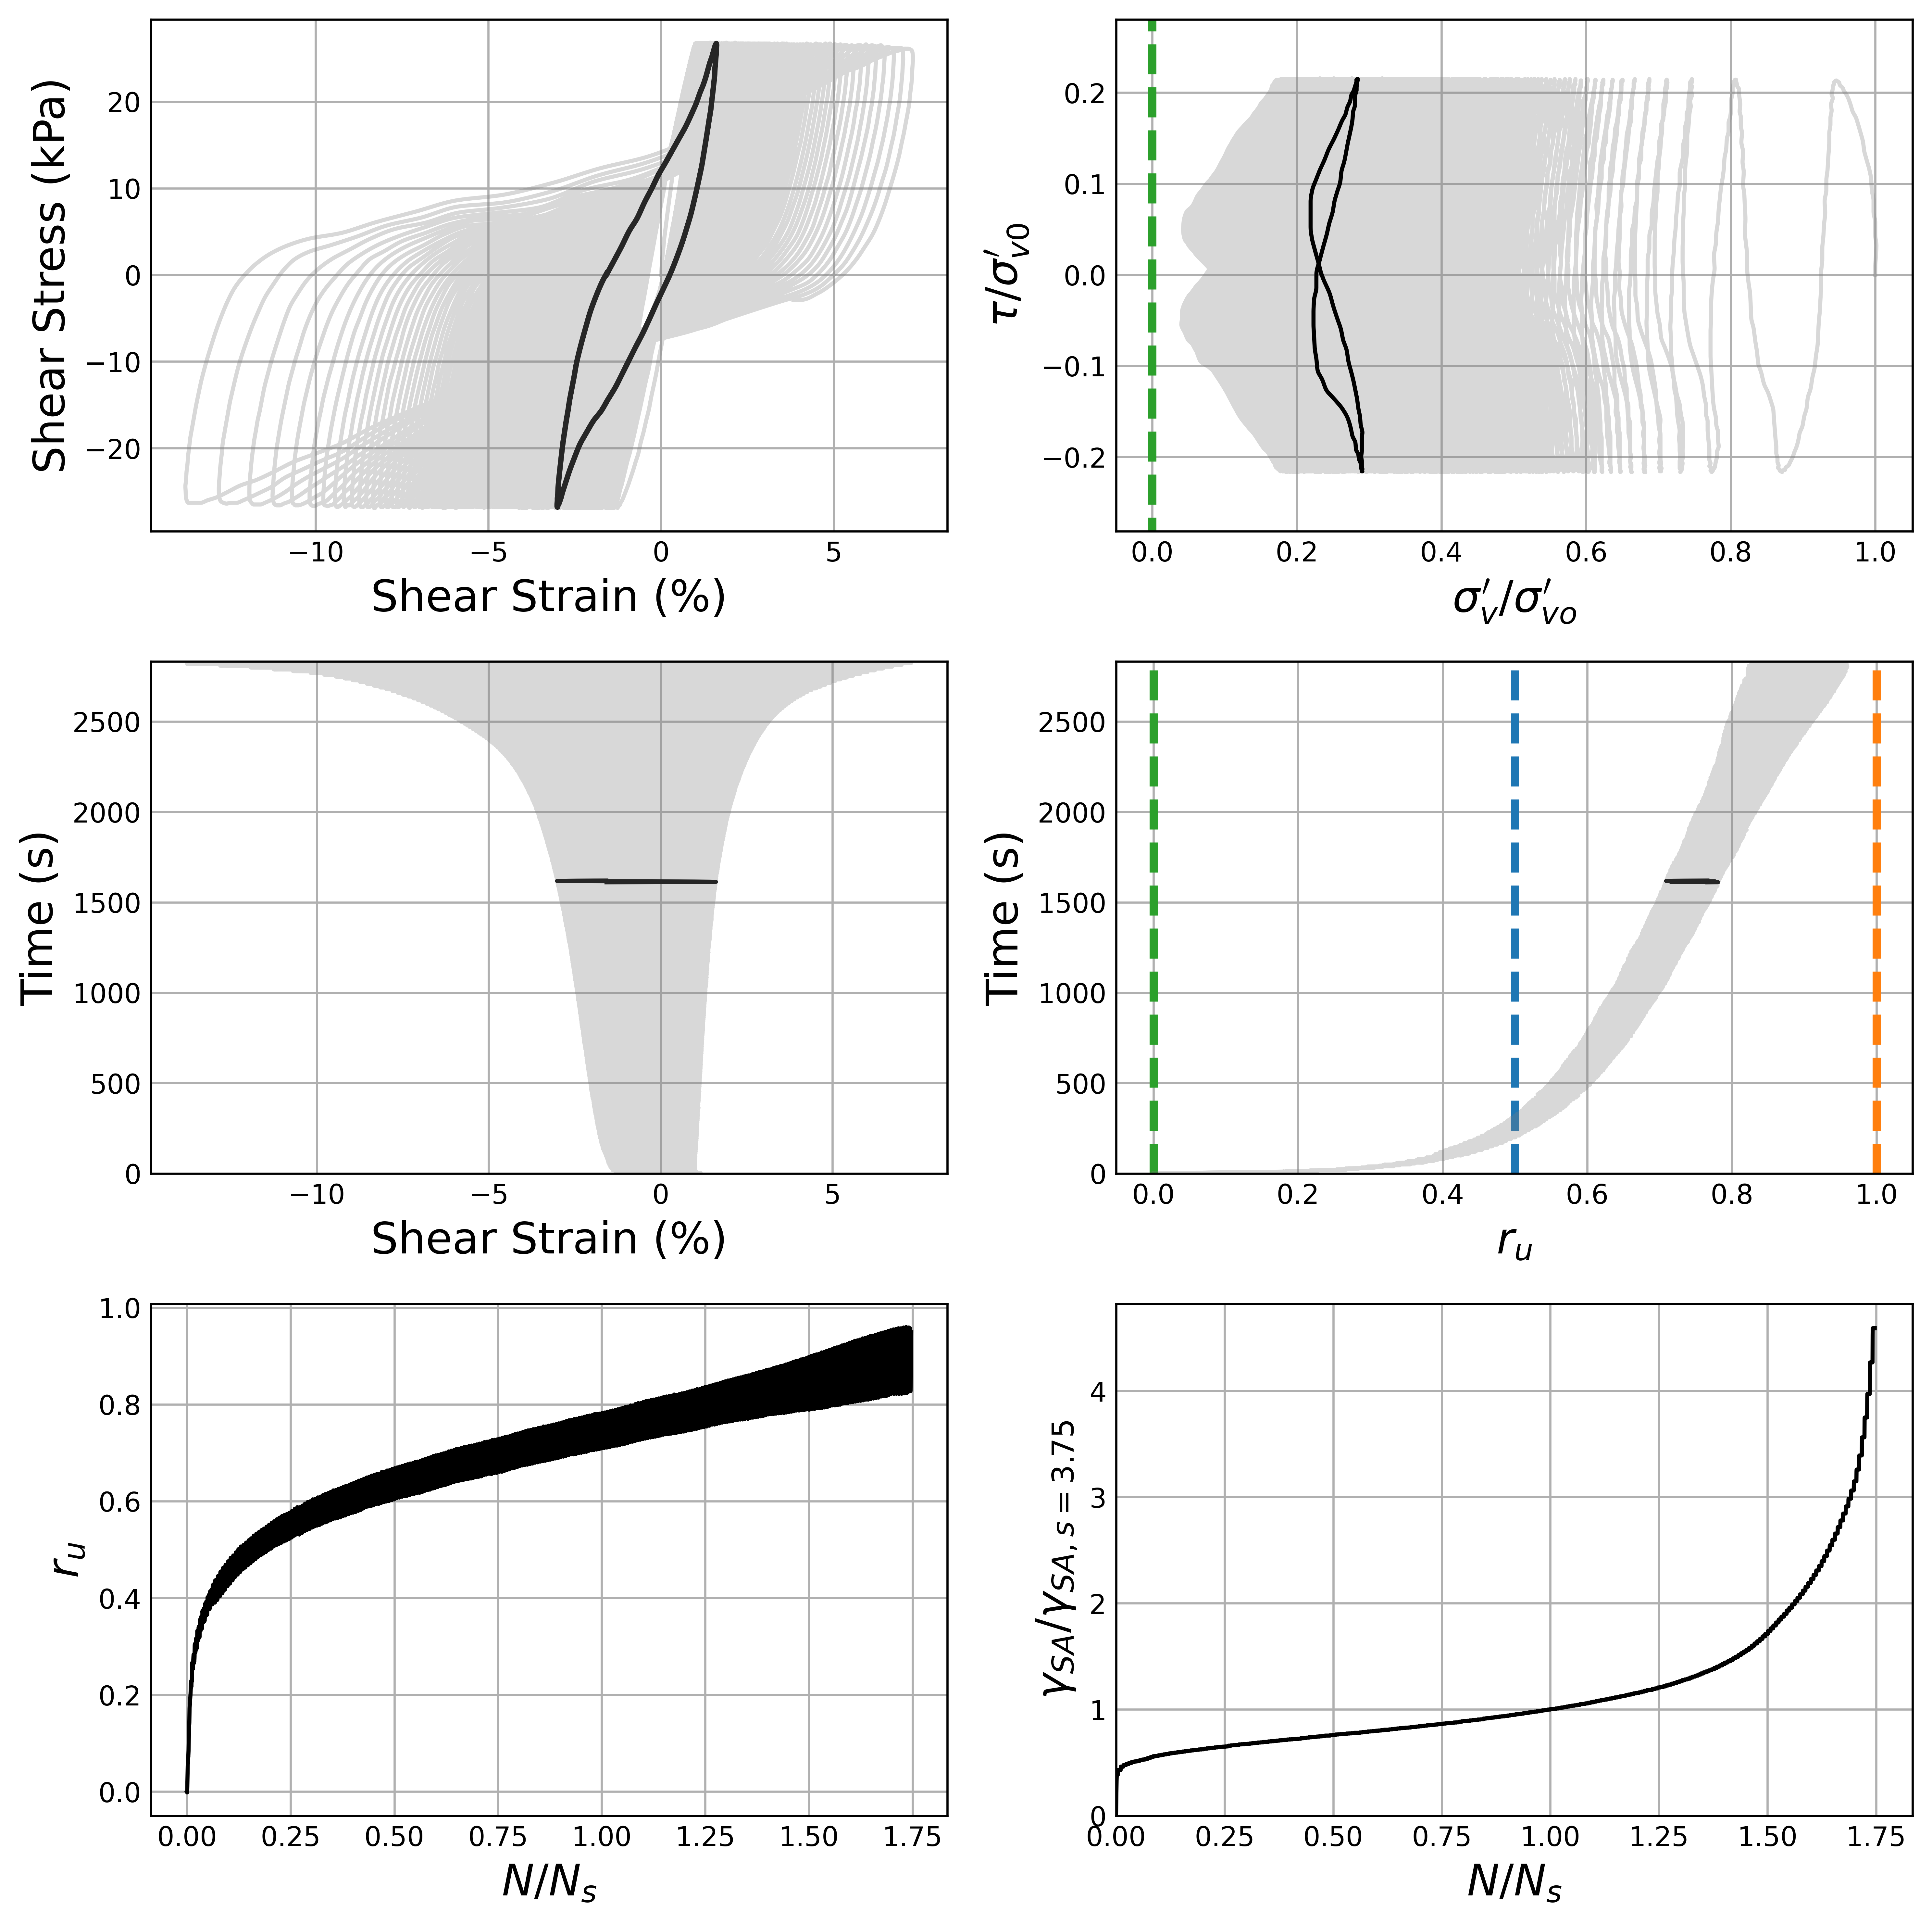 Shear Stress (kPa)
20
10
0
−10
−20
−10 −5 0 5
Shear Strain (%)
τ/σ′v0
0.2
0.1
0.0
−0.1
−0.2
0.0 0.2 0.4 0.6 0.8 1.0
σ′v/σ′vo
Time (s)
2500
2000
1500
1000
500
0
−10 −5 0 5
Shear Strain (%)
Time (s)
2500
2000
1500
1000
500
0
0.0 0.2 0.4 0.6 0.8 1.0
ru
ru
1.0
0.8
0.6
0.4
0.2
0.0
0.00 0.25 0.50 0.75 1.00 1.25 1.50 1.75
N/Ns
γSA/γSA, s = 3.75
4
3
2
1
0
0.00 0.25 0.50 0.75 1.00 1.25 1.50 1.75
N/Ns